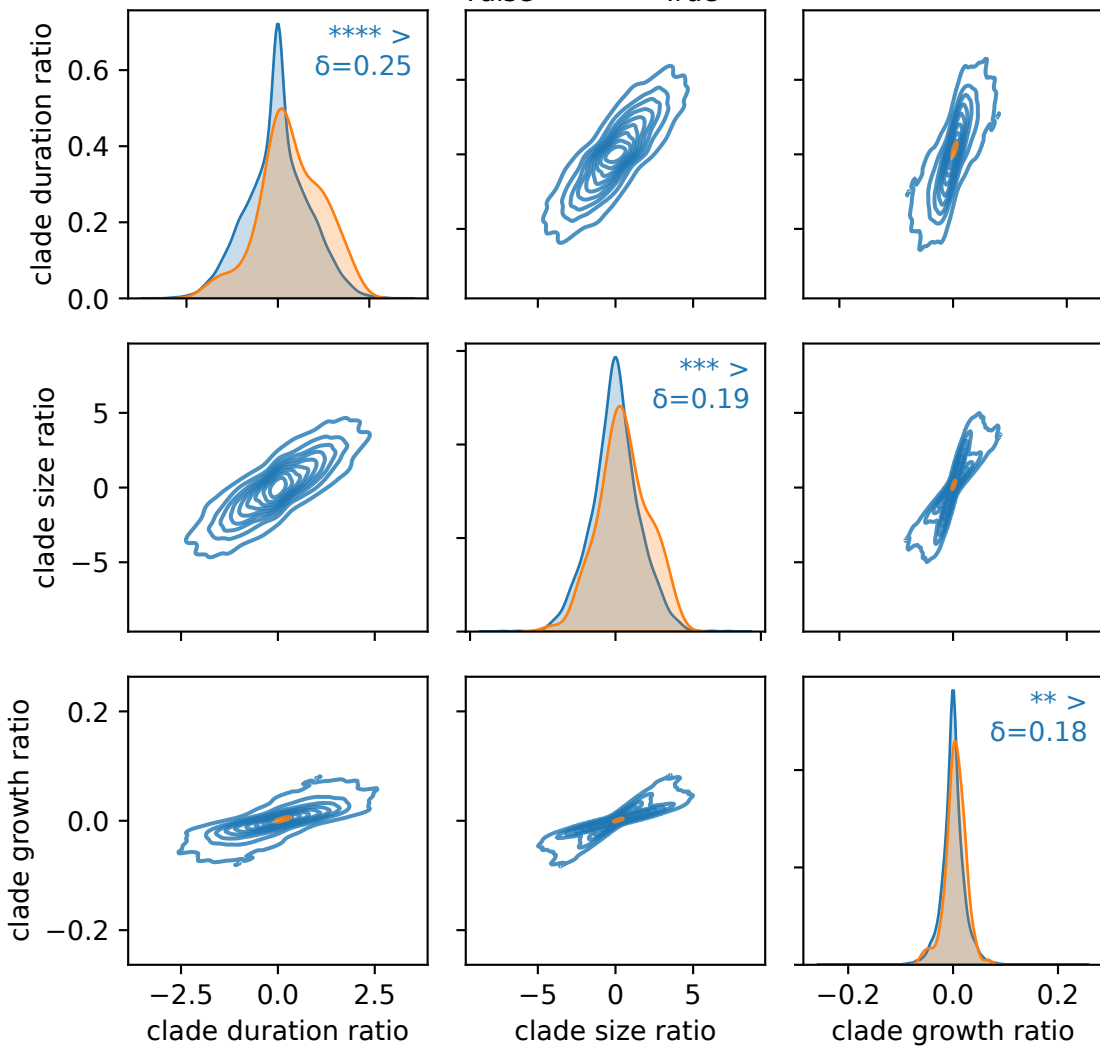 clade duration ratio
0.6
0.4
0.2
0.0
**** >
δ=0.25
clade size ratio
5
0
−5
*** >
δ=0.19
clade growth ratio
0.2
0.0
−0.2
** >
δ=0.18
−2.5 0.0 2.5
clade duration ratio
−5 0 5
clade size ratio
−0.2 0.0 0.2
clade growth ratio